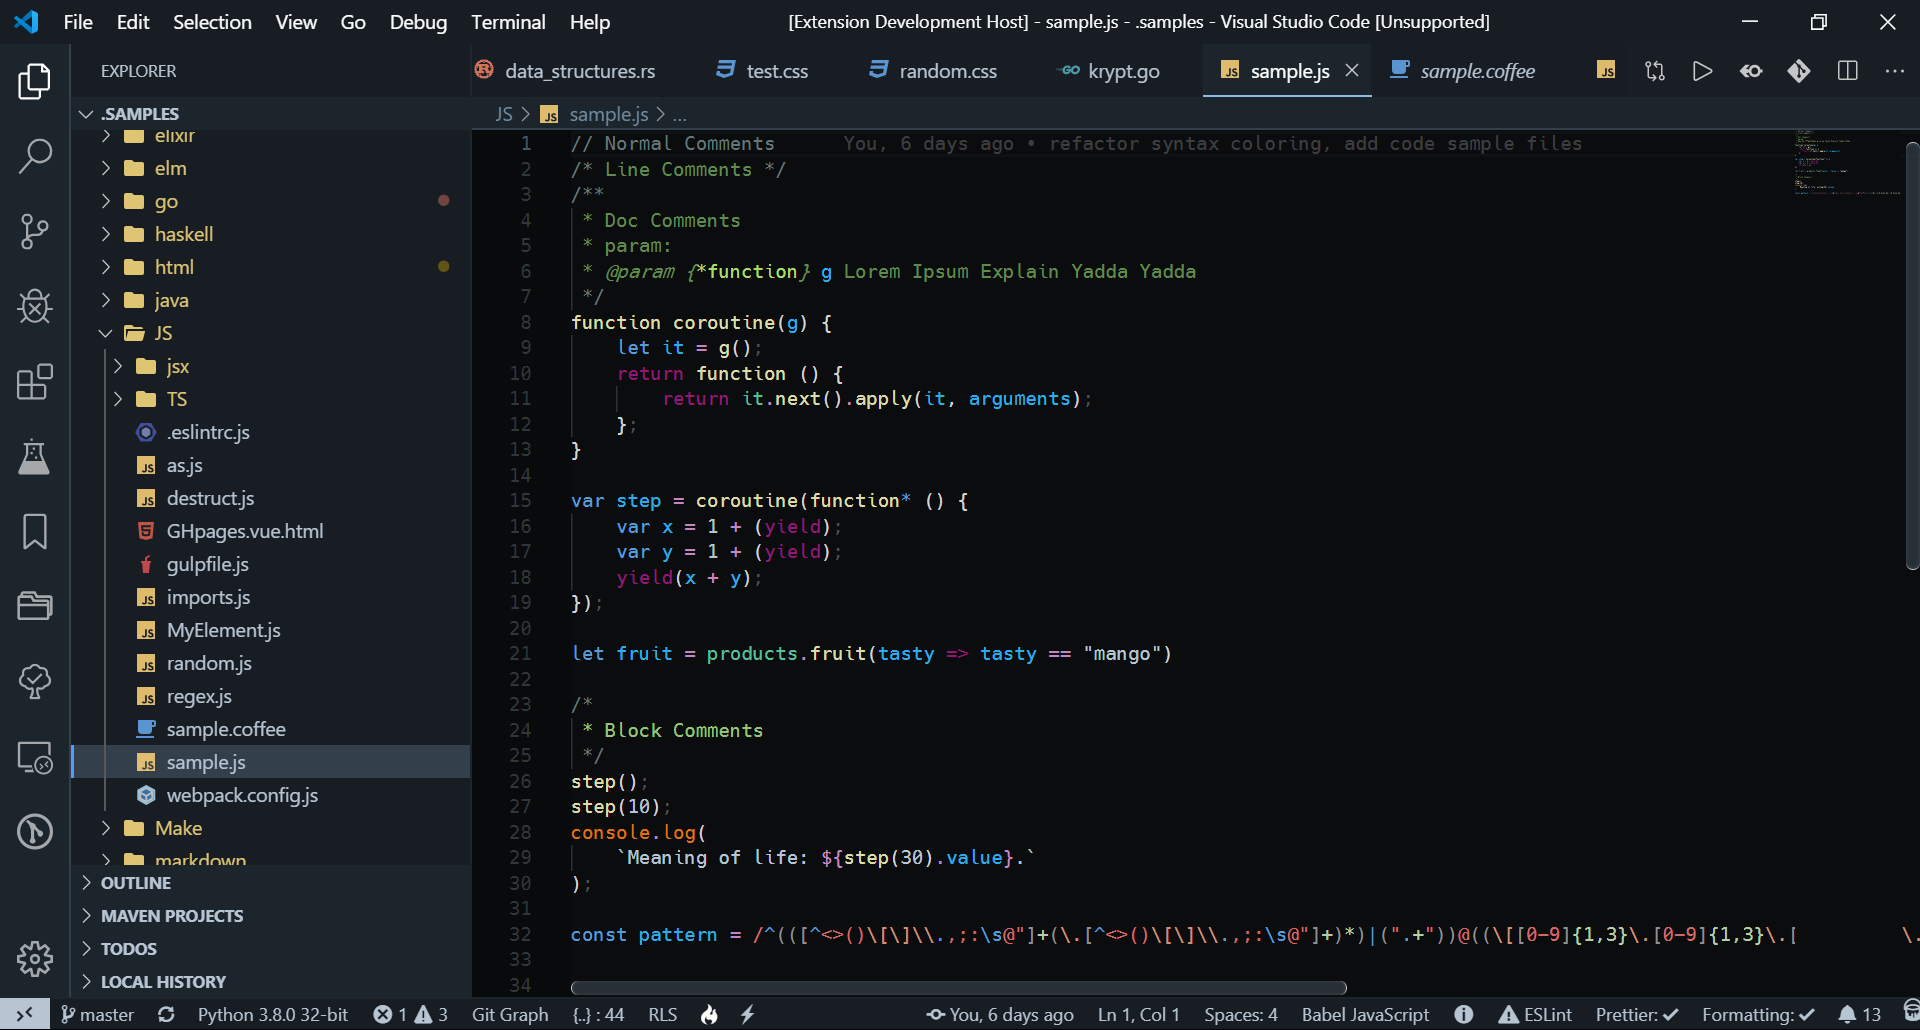 File Edit Selection View Go Debug Terminal Help [Extension Development Host] - sample.js - .samples - Visual Studio Code [Unsupported]
EXPLORER
data_structures.rs test.css random.css GO krypt.go JS sample.js sample.coffee JS
.SAMPLES
JS > JS sample.js > ...
elixir
elm
go
haskell
html
java
JS
jsx
TS
.eslintrc.js
JS as.js
JS destruct.js
GHpages.vue.html
gulpfile.js
JS imports.js
JS MyElement.js
JS random.js
JS regex.js
sample.coffee
JS sample.js
webpack.config.js
Make
markdown
OUTLINE
MAVEN PROJECTS
TODOS
LOCAL HISTORY
1 // Normal Comments You, 6 days ago • refactor syntax coloring, add code sample files
2 /* Line Comments */
3 /**
4 * Doc Comments
5 * param:
6 * @param {*function} g Lorem Ipsum Explain Yadda Yadda
7 */
8 function coroutine(g) {
9 let it = g();
10 return function () {
11 return it.next().apply(it, arguments);
12 };
13 }
14
15 var step = coroutine(function* () {
16 var x = 1 + (yield);
17 var y = 1 + (yield);
18 yield(x + y);
19 });
20
21 let fruit = products.fruit(tasty => tasty == "mango")
22
23 /*
24 * Block Comments
25 */
26 step();
27 step(10);
28 console.log(
29 `Meaning of life: ${step(30).value}.`
30 );
31
32 const pattern = /^(([^<>()\[\]\\.,;:\s@"]+(\.[^<>()\[\]\\.,;:\s@"]+)*)|(".+"))@((\[[0-9]{1,3}\.[0-9]{1,3}\.[ \.
33
34
master Python 3.8.0 32-bit 1 3 Git Graph {..} : 44 RLS You, 6 days ago Ln 1, Col 1 Spaces: 4 Babel JavaScript ESLint Prettier: ✓ Formatting: ✓ 13